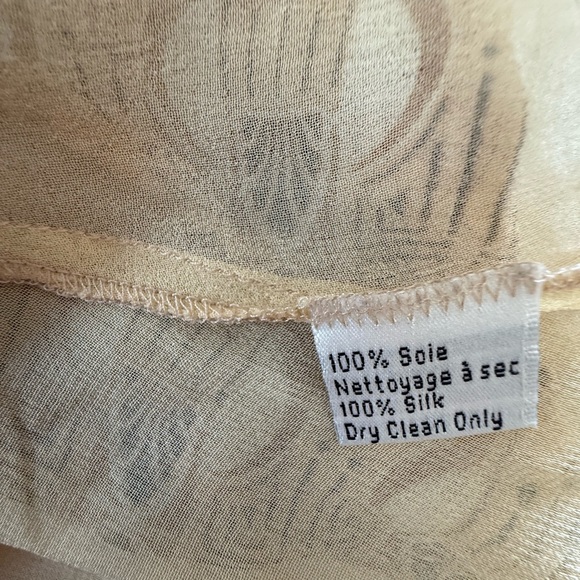 100% Soie
Nettoyage à sec
100% Silk
Dry Clean Only